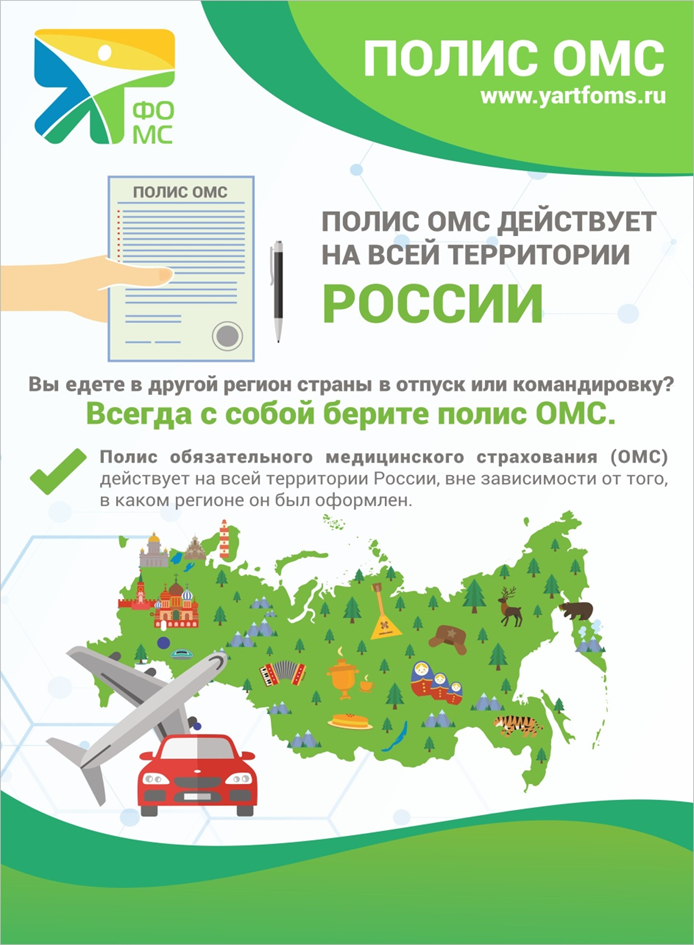 ФО
МС
ПОЛИС ОМС
www.yartfoms.ru
ПОЛИС ОМС
ПОЛИС ОМС ДЕЙСТВУЕТ
НА ВСЕЙ ТЕРРИТОРИИ
РОССИИ
Вы едете в другой регион страны в отпуск или командировку?
Всегда с собой берите полис ОМС.
Полис обязательного медицинского страхования (ОМС)
действует на всей территории России, вне зависимости от того,
в каком регионе он был оформлен.